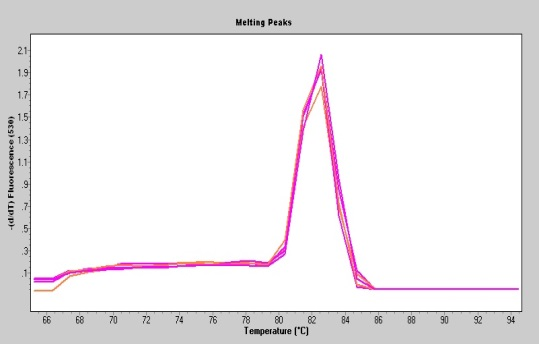 Melting Peaks
-(d/dT) Fluorescence (530)
2.1
1.9
1.7
1.5
1.3
1.1
.9
.7
.5
.3
.1
66 68 70 72 74 76 78 80 82 84 86 88 90 92 94
Temperature (°C)